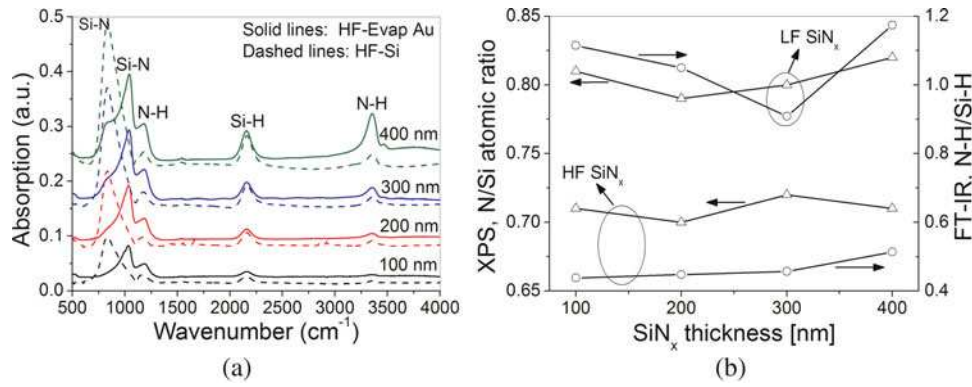 Solid lines: HF-Evap Au
Dashed lines: HF-Si
Si-N
Si-N
N-H
Si-H
N-H
400 nm
300 nm
200 nm
100 nm
0.5
0.4
0.3
0.2
0.1
0.0
Absorption (a.u.)
500 1000 1500 2000 2500 3000 3500 4000
Wavenumber (cm⁻¹)
(a)
0.85
0.80
0.75
0.70
0.65
XPS, N/Si atomic ratio
LF SiNₓ
HF SiNₓ
1.2
1.0
0.8
0.6
0.4
FT-IR, N-H/Si-H
100 200 300 400
SiNₓ thickness [nm]
(b)